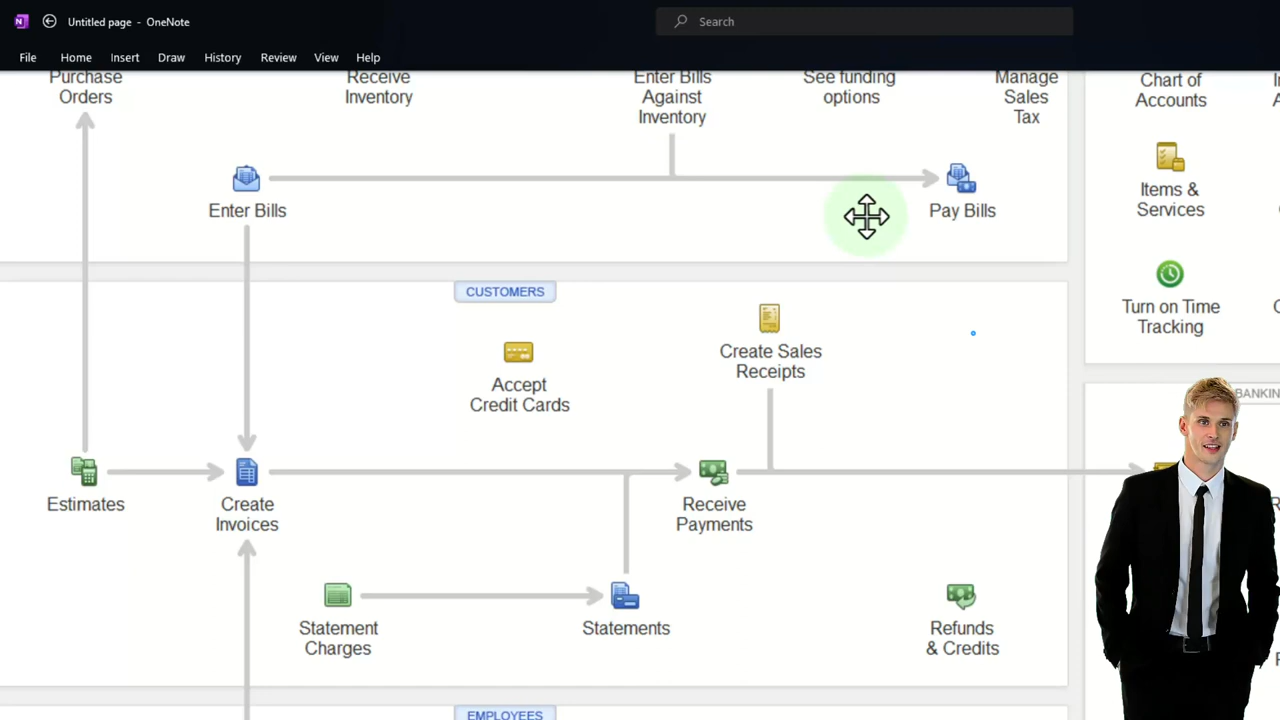 Untitled page - OneNote
Search
File Home Insert Draw History Review View Help
Purchase
Orders
Receive
Inventory
Enter Bills
Against
Inventory
See funding
options
Manage
Sales
Tax
Chart of
Accounts
Enter Bills
Pay Bills
Items &
Services
CUSTOMERS
Turn on Time
Tracking
Create Sales
Receipts
Accept
Credit Cards
Estimates
Create
Invoices
Receive
Payments
Statement
Charges
Statements
Refunds
& Credits
EMPLOYEES